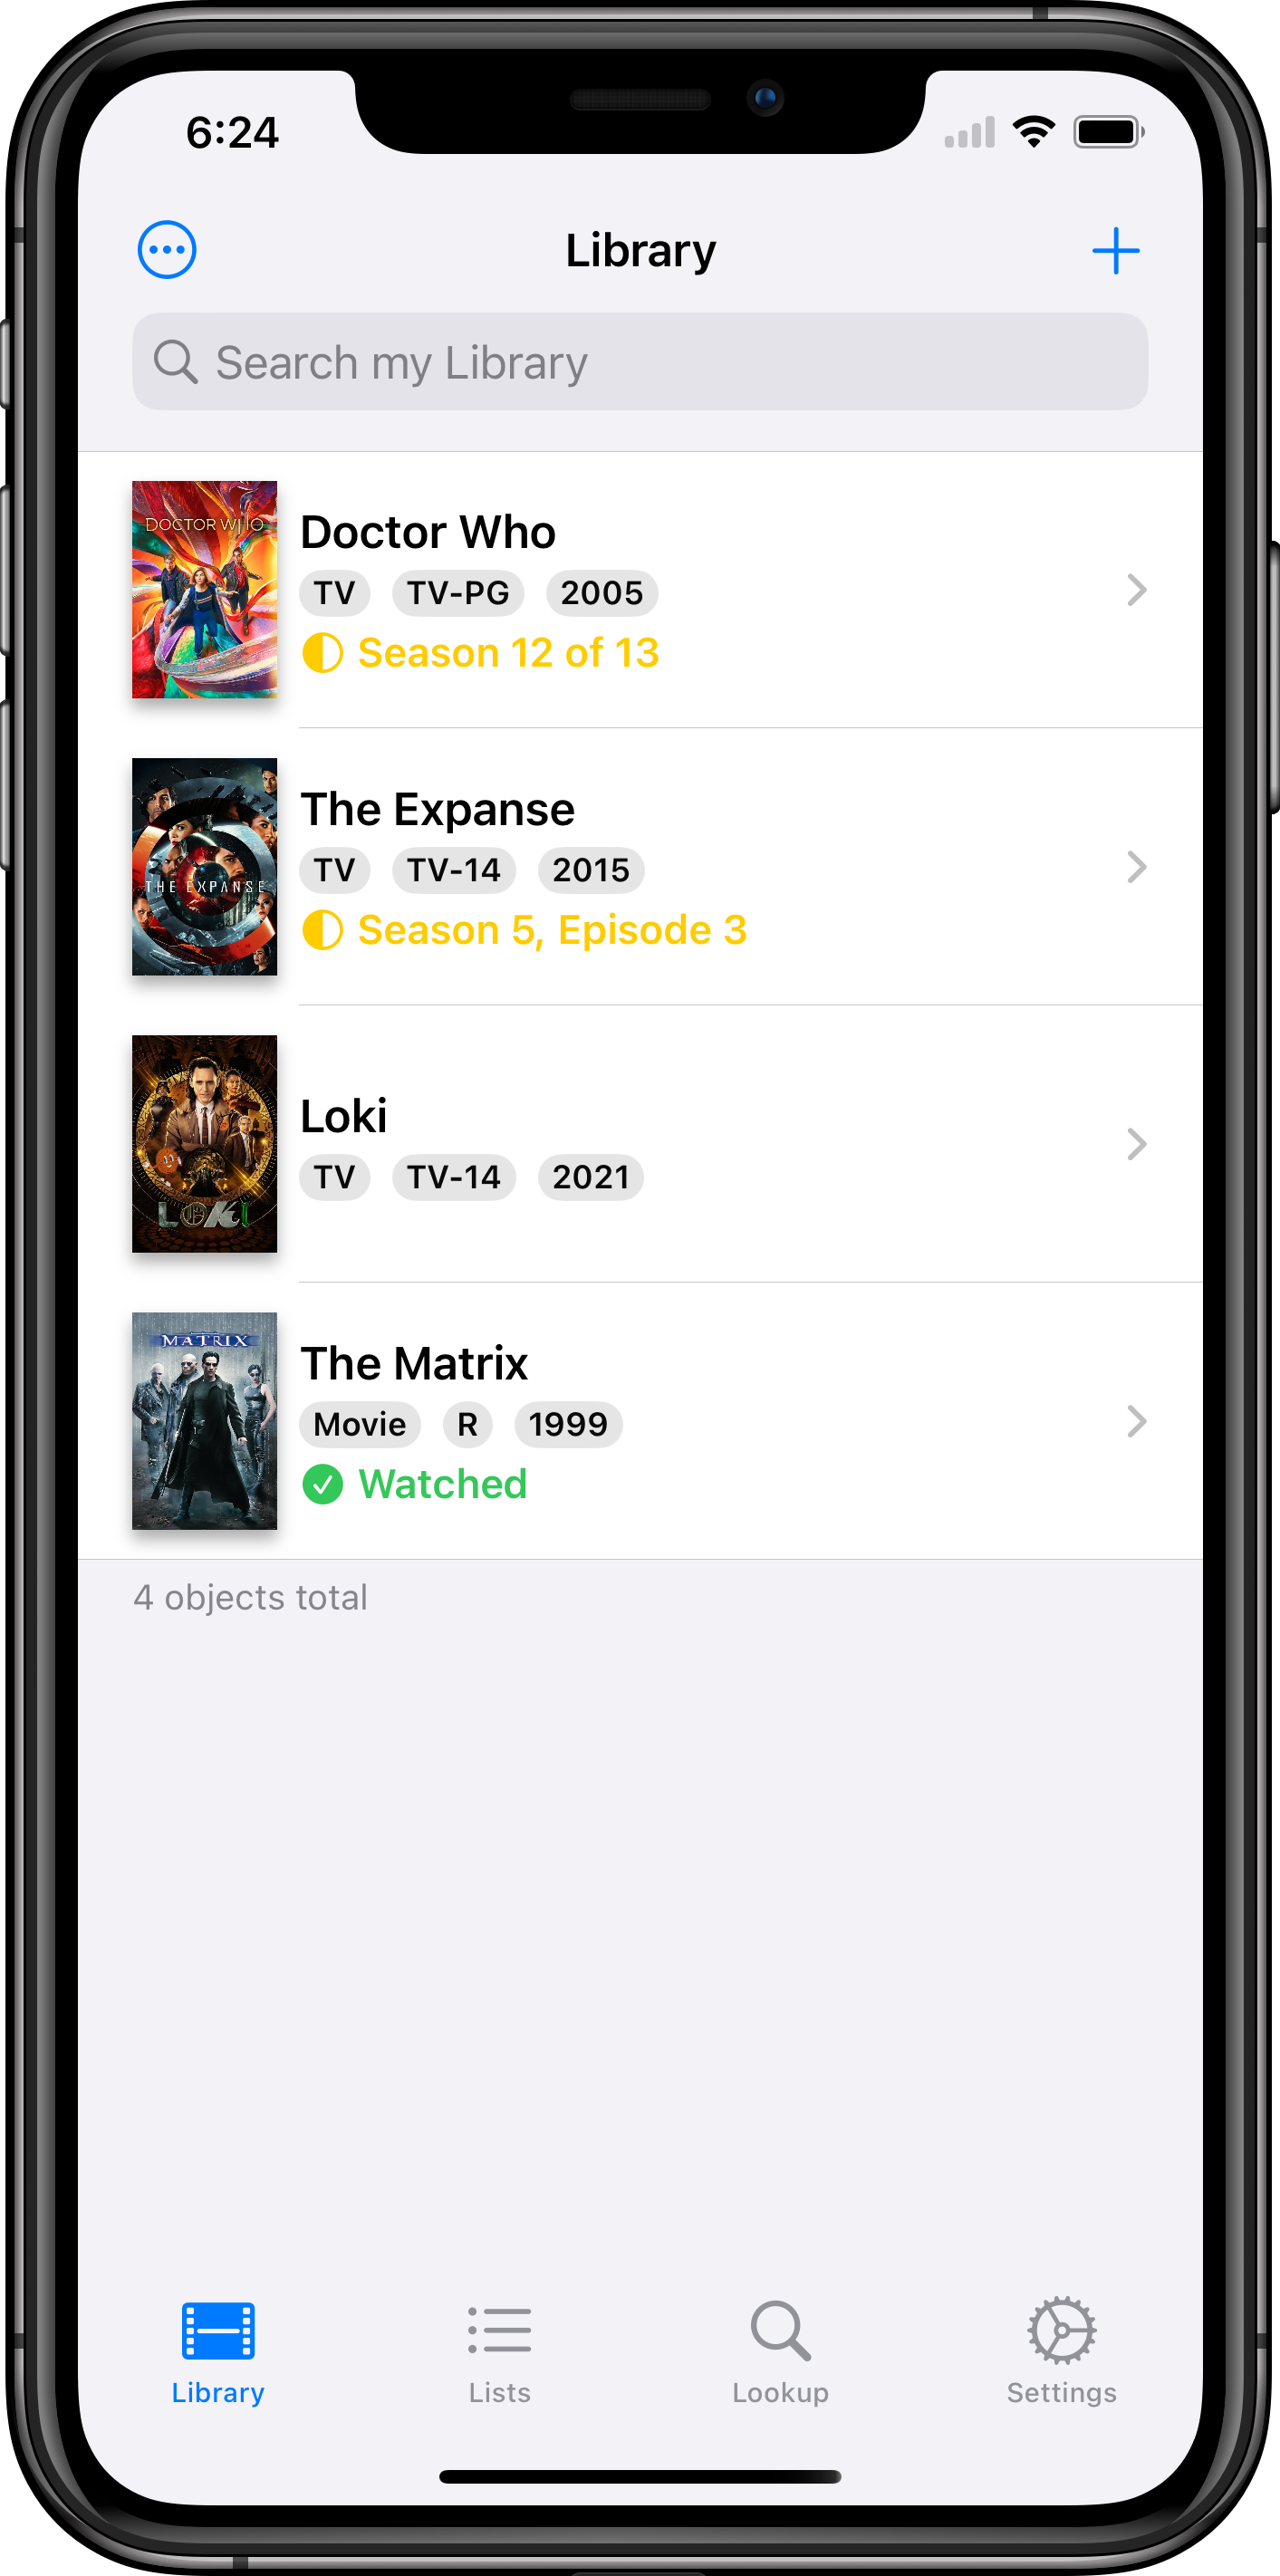 6:24
Library
Search my Library
DOCTOR WHO
Doctor Who
TV TV-PG 2005
Season 12 of 13
THE EXPANSE
The Expanse
TV TV-14 2015
Season 5, Episode 3
LOKI
Loki
TV TV-14 2021
MATRIX
The Matrix
Movie R 1999
Watched
4 objects total
Library Lists Lookup Settings